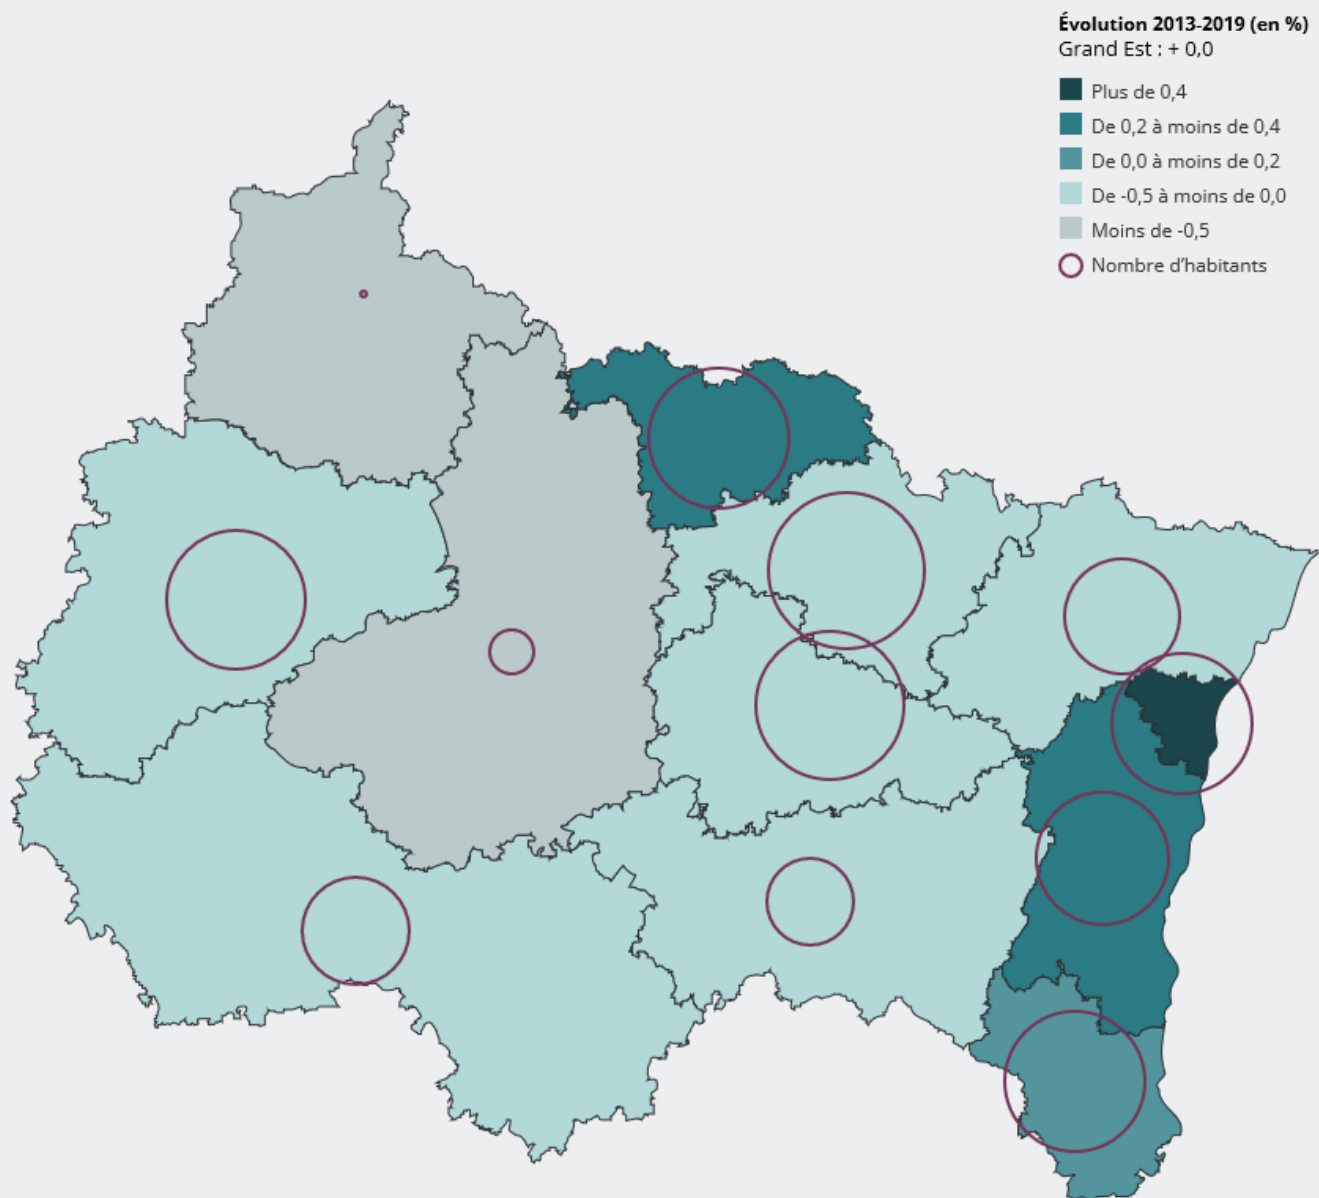 Évolution 2013-2019 (en %)
Grand Est : + 0,0
Plus de 0,4
De 0,2 à moins de 0,4
De 0,0 à moins de 0,2
De -0,5 à moins de 0,0
Moins de -0,5
Nombre d’habitants